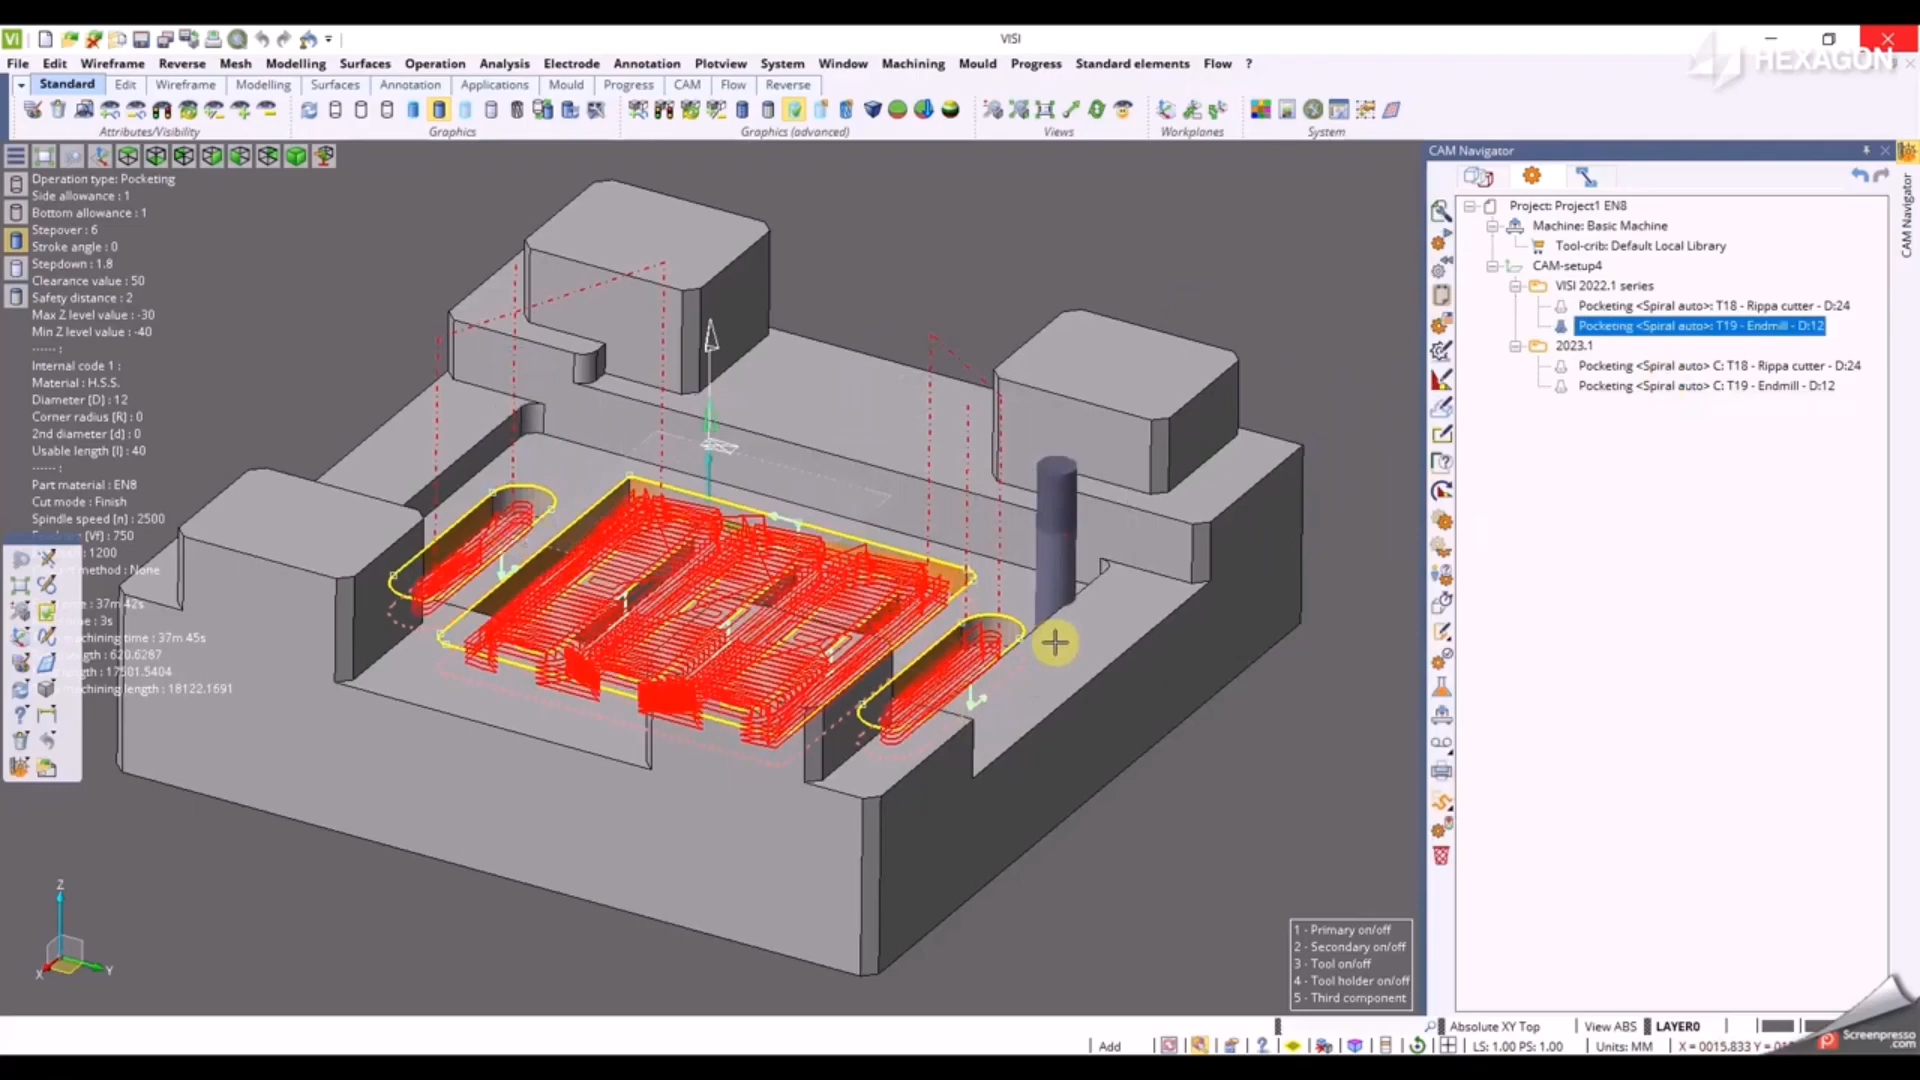 VISI
HEXAGON
File Edit Wireframe Reverse Mesh Modelling Surfaces Operation Analysis Electrode Annotation Plotview System Window Machining Mould Progress Standard elements Flow ?
Standard Edit Wireframe Modelling Surfaces Annotation Applications Mould Progress CAM Flow Reverse
Attributes/Visibility Graphics Graphics (advanced) Views Workplanes System
Operation type: Pocketing
Side allowance : 1
Bottom allowance : 1
Stepover : 6
Stroke angle : 0
Stepdown : 1.8
Clearance value : 50
Safety distance : 2
Max Z level value : -30
Min Z level value : -40
------ :
Internal code 1 :
Material : H.S.S.
Diameter [D] : 12
Corner radius [R] : 0
2nd diameter [d] : 0
Usable length [l] : 40
------ :
Part material : EN8
Cut mode : Finish
Spindle speed [n] : 2500
[Vf] : 750
: 1200
method : None
: 37m 42s
: 3s
machining time : 37m 45s
: 620.6287
: 17501.5404
machining length : 18122.1691
Z
X
Y
1 - Primary on/off
2 - Secondary on/off
3 - Tool on/off
4 - Tool holder on/off
5 - Third component
CAM Navigator
CAM Navigator
Project: Project1 EN8
Machine: Basic Machine
Tool-crib: Default Local Library
CAM-setup4
VISI 2022.1 series
Pocketing <Spiral auto>: T18 - Rippa cutter - D:24
Pocketing <Spiral auto>: T19 - Endmill - D:12
2023.1
Pocketing <Spiral auto> C: T18 - Rippa cutter - D:24
Pocketing <Spiral auto> C: T19 - Endmill - D:12
Absolute XY Top View ABS LAYER0
Add LS: 1.00 PS: 1.00 Units: MM X = 0015.833 Y =
Screenpresso
.com